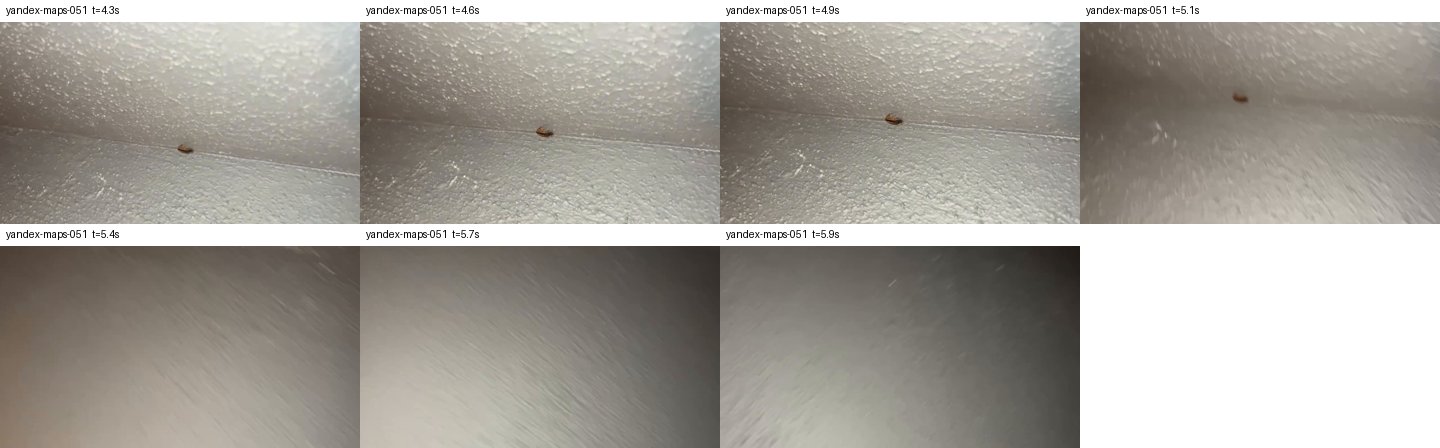 yandex-maps-051 t=4.3s
yandex-maps-051 t=4.6s
yandex-maps-051 t=4.9s
yandex-maps-051 t=5.1s
yandex-maps-051 t=5.4s
yandex-maps-051 t=5.7s
yandex-maps-051 t=5.9s